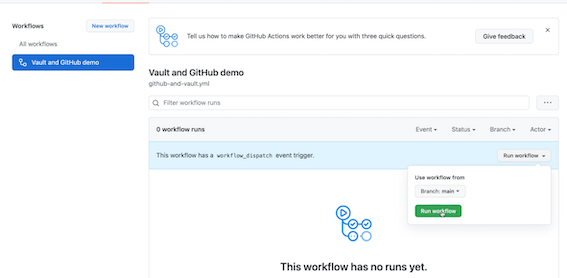 Workflows
New workflow
All workflows
Vault and GitHub demo
Tell us how to make GitHub Actions work better for you with three quick questions.
Give feedback
Vault and GitHub demo
github-and-vault.yml
Filter workflow runs
0 workflow runs
Event
Status
Branch
Actor
This workflow has a workflow_dispatch event trigger.
Run workflow
Use workflow from
Branch: main
Run workflow
This workflow has no runs yet.